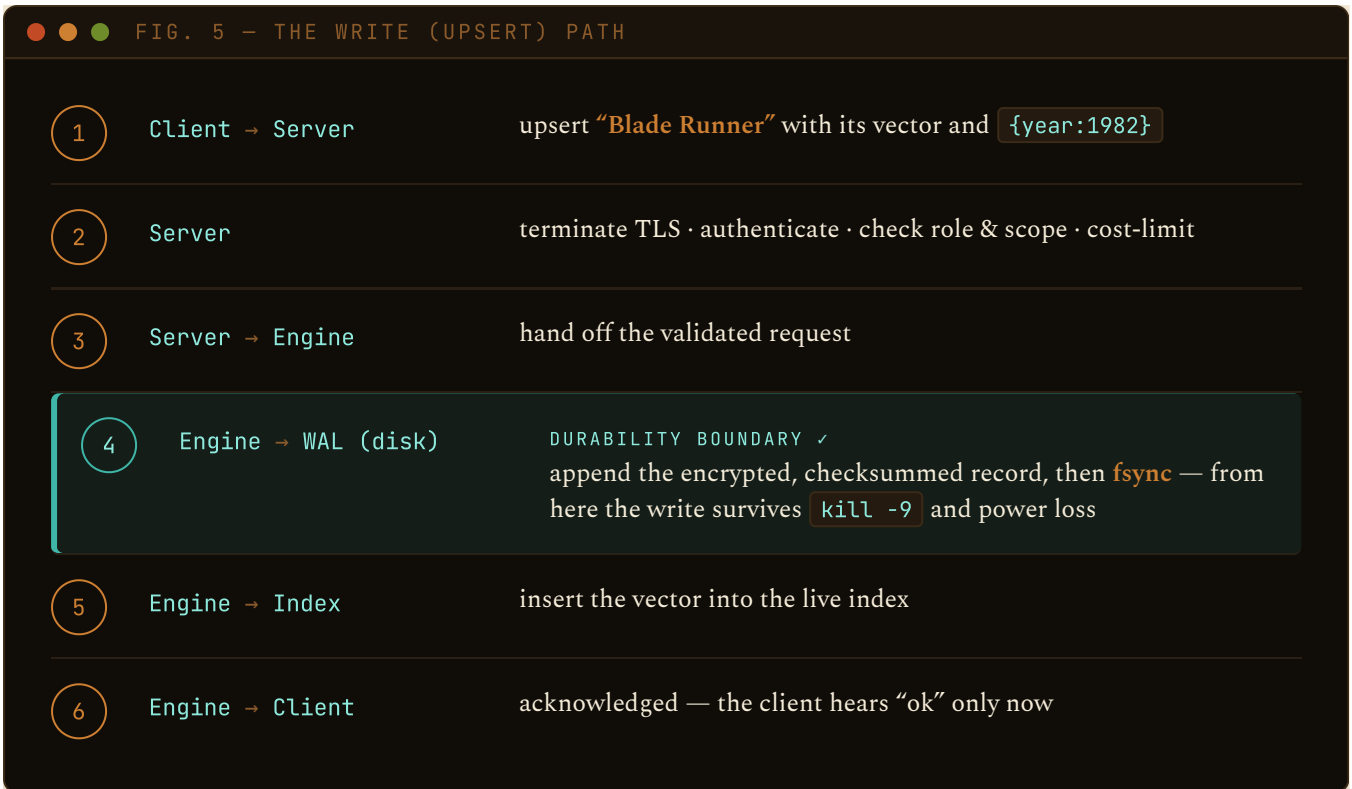 FIG. 5 — THE WRITE (UPSERT) PATH
1 Client → Server upsert “Blade Runner” with its vector and {year:1982}
2 Server terminate TLS · authenticate · check role & scope · cost-limit
3 Server → Engine hand off the validated request
4 Engine → WAL (disk) DURABILITY BOUNDARY ✓
append the encrypted, checksummed record, then fsync — from
here the write survives kill -9 and power loss
5 Engine → Index insert the vector into the live index
6 Engine → Client acknowledged — the client hears “ok” only now